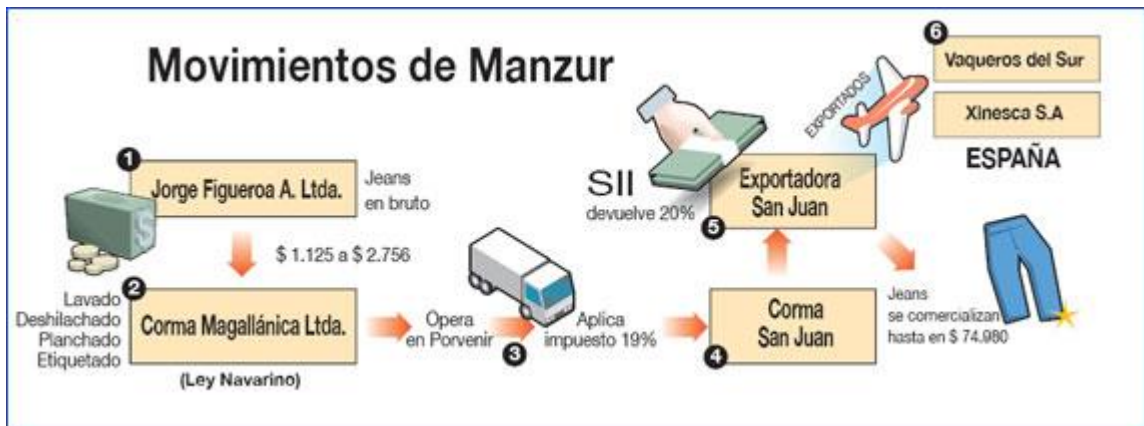 Movimientos de Manzur
1
Jorge Figueroa A. Ltda.
Jeans
en bruto
$
$ 1.125 a $ 2.756
2
Lavado
Deshilachado
Planchado
Etiquetado
Corma Magallánica Ltda.
(Ley Navarino)
Opera
en Porvenir
3
Aplica
impuesto 19%
4
Corma
San Juan
SII
devuelve 20%
5
Exportadora
San Juan
Jeans
se comercializan
hasta en $ 74.980
EXPORTADOS
6
Vaqueros del Sur
Xinesca S.A
ESPAÑA